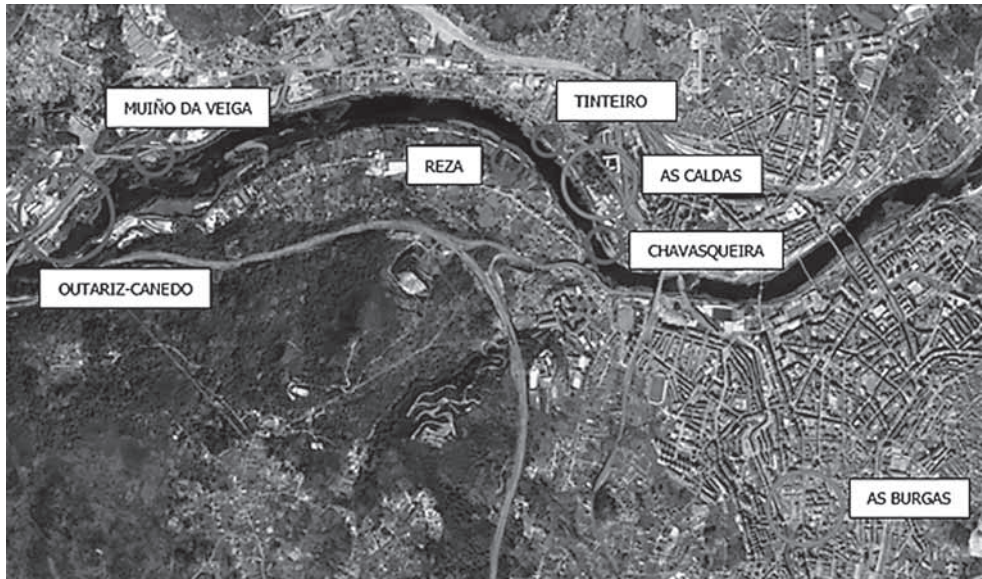 MUIÑO DA VEIGA
TINTEIRO
REZA
AS CALDAS
CHAVASQUEIRA
OUTARIZ-CANEDO
AS BURGAS